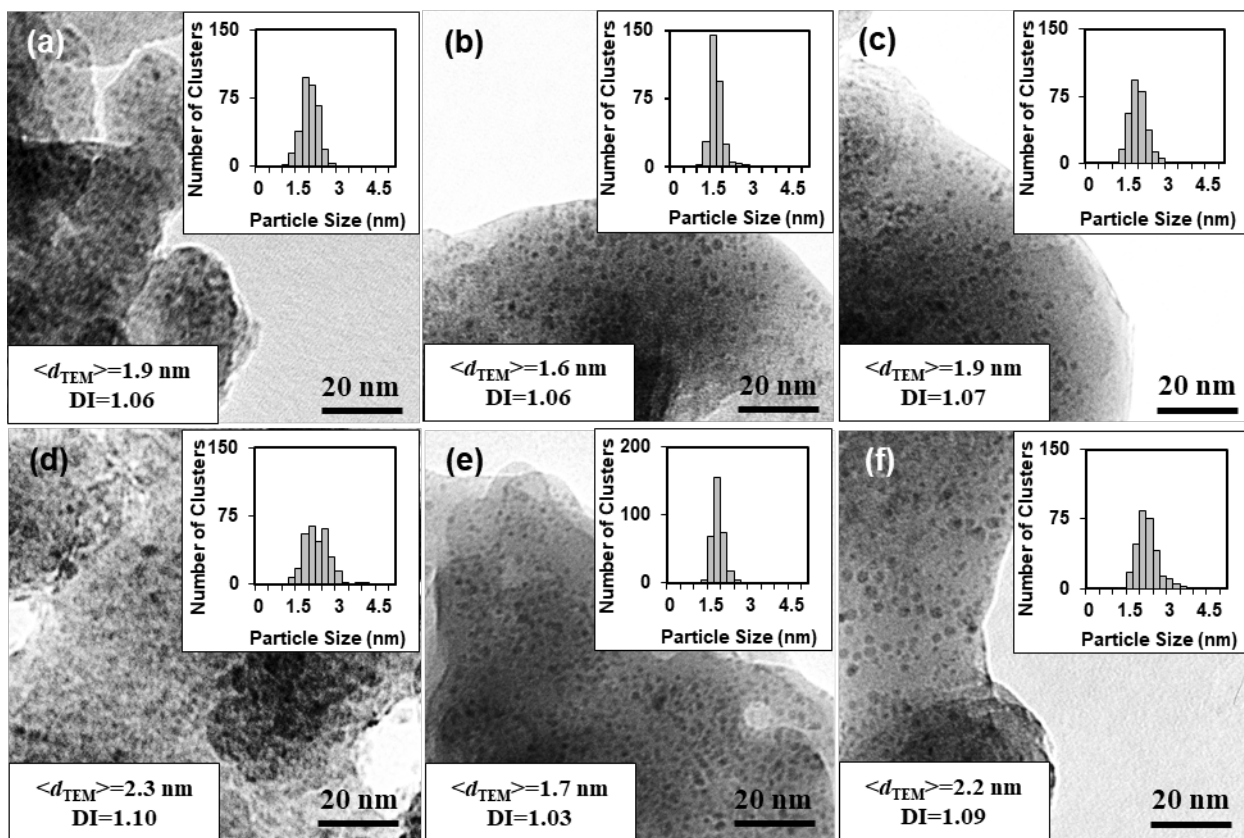 (a)
Number of Clusters
150
75
0
0 1.5 3 4.5
Particle Size (nm)
<d_TEM>=1.9 nm
DI=1.06
20 nm
(b)
Number of Clusters
150
75
0
0 1.5 3 4.5
Particle Size (nm)
<d_TEM>=1.6 nm
DI=1.06
20 nm
(c)
Number of Clusters
150
75
0
0 1.5 3 4.5
Particle Size (nm)
<d_TEM>=1.9 nm
DI=1.07
20 nm
(d)
Number of Clusters
150
75
0
0 1.5 3 4.5
Particle Size (nm)
<d_TEM>=2.3 nm
DI=1.10
20 nm
(e)
Number of Clusters
200
100
0
0 1.5 3 4.5
Particle Size (nm)
<d_TEM>=1.7 nm
DI=1.03
20 nm
(f)
Number of Clusters
150
75
0
0 1.5 3 4.5
Particle Size (nm)
<d_TEM>=2.2 nm
DI=1.09
20 nm